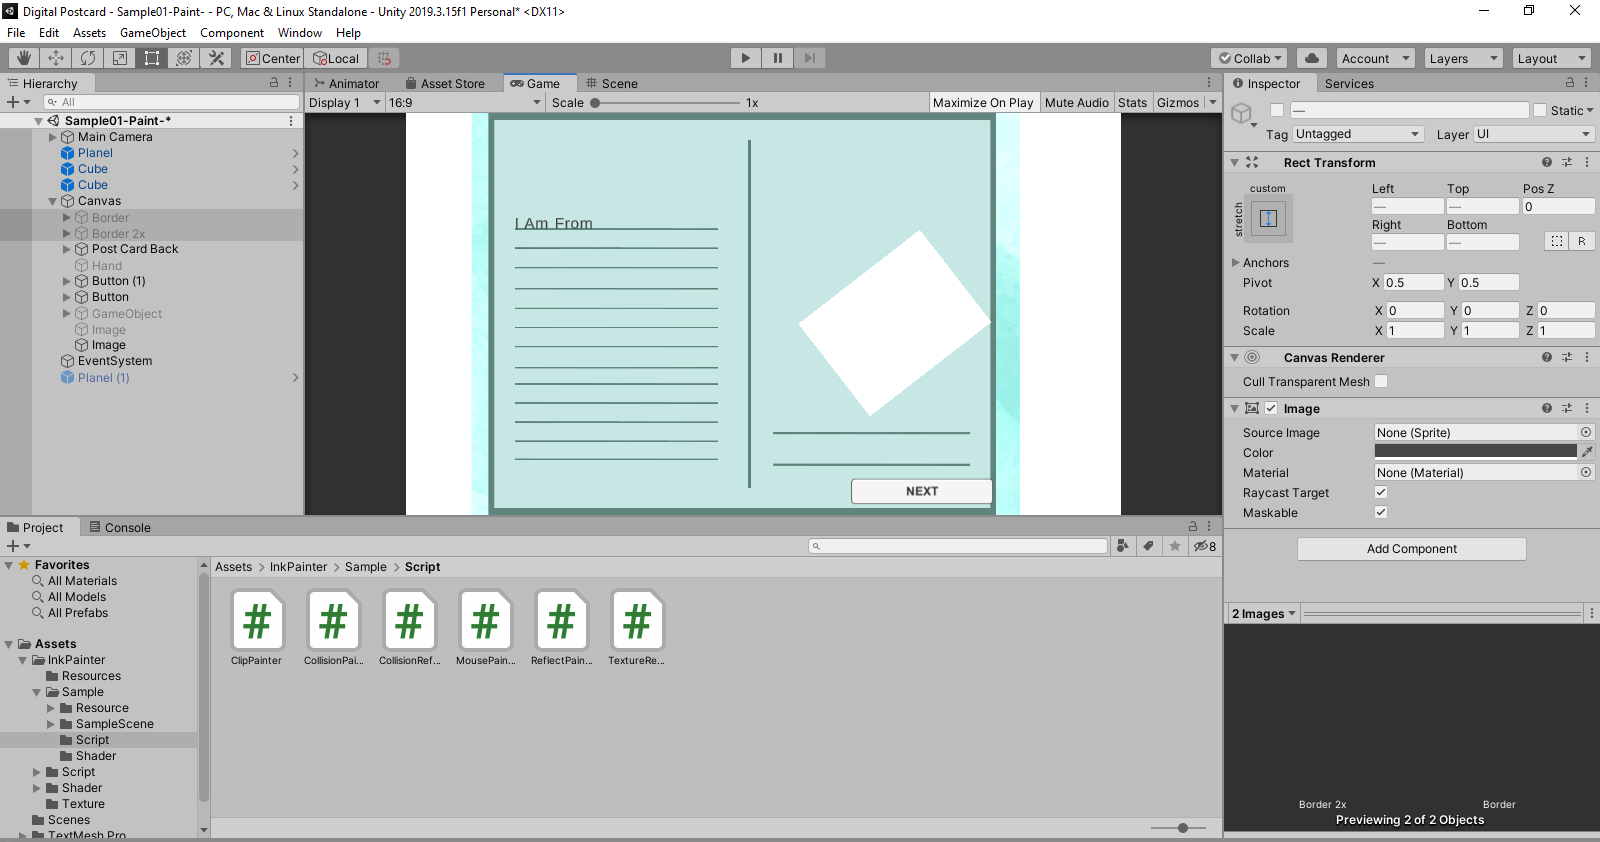 Digital Postcard - Sample01-Paint- - PC, Mac & Linux Standalone - Unity 2019.3.15f1 Personal* <DX11>
File Edit Assets GameObject Component Window Help
Center Local Collab Account Layers Layout
Hierarchy
All
Sample01-Paint-*
Main Camera
Planel
Cube
Cube
Canvas
Border
Border 2x
Post Card Back
Hand
Button (1)
Button
GameObject
Image
Image
EventSystem
Planel (1)
Animator Asset Store Game Scene
Display 1 16:9 Scale 1x Maximize On Play Mute Audio Stats Gizmos
I Am From
NEXT
Inspector Services
— Static
Tag Untagged Layer UI
Rect Transform
custom
stretch
Left Top Pos Z
— — 0
Right Bottom
— — R
Anchors —
Pivot X 0.5 Y 0.5
Rotation X 0 Y 0 Z 0
Scale X 1 Y 1 Z 1
Canvas Renderer
Cull Transparent Mesh
Image
Source Image None (Sprite)
Color
Material None (Material)
Raycast Target
Maskable
Add Component
2 Images
Border 2x Border
Previewing 2 of 2 Objects
Project Console
8
Favorites
All Materials
All Models
All Prefabs
Assets
InkPainter
Resources
Sample
Resource
SampleScene
Script
Shader
Script
Shader
Texture
Scenes
TextMesh Pro
Assets > InkPainter > Sample > Script
# # # # # #
ClipPainter CollisionPai... CollisionRef... MousePain... ReflectPain... TextureRe...